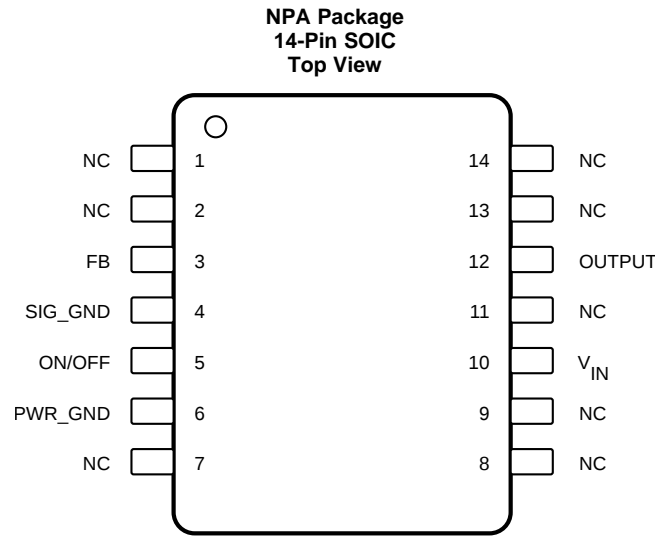 NPA Package
14-Pin SOIC
Top View
NC 1 14 NC
NC 2 13 NC
FB 3 12 OUTPUT
SIG_GND 4 11 NC
ON/OFF 5 10 VIN
PWR_GND 6 9 NC
NC 7 8 NC